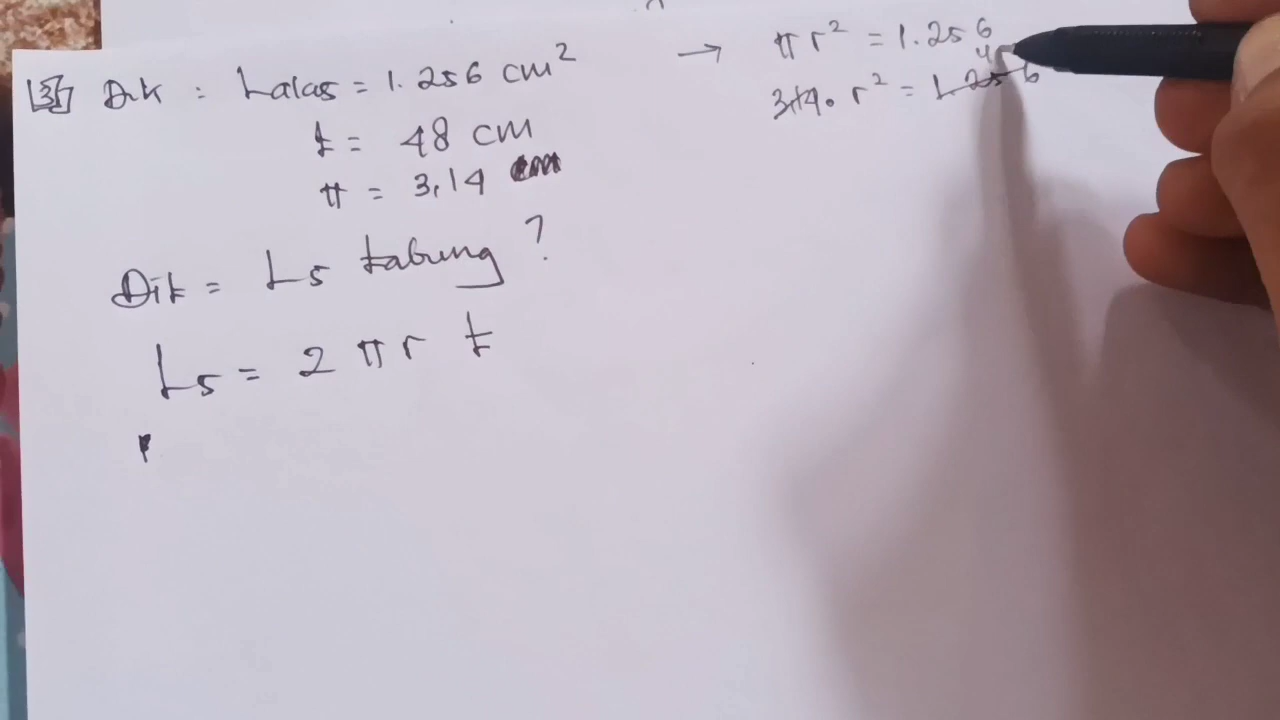 3 Dik : Lalas = 1.256 cm²
t = 48 cm
π = 3,14
Dit = Ls tabung ?
Ls = 2 π r t
→ π r² = 1.256
4
3,14. r² = 1.256